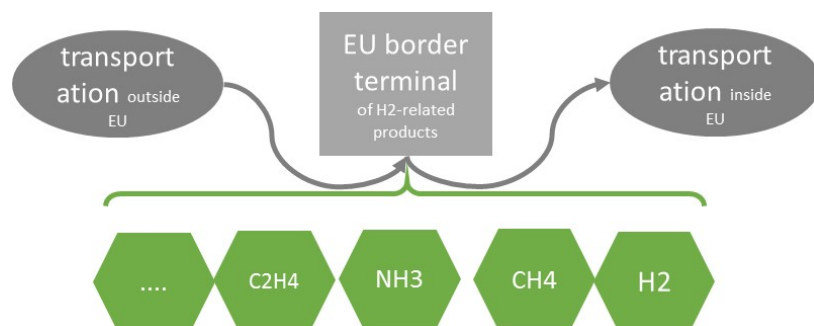 transport
ation outside
EU
EU border
terminal
of H2-related
products
transport
ation inside
EU
....
C2H4
NH3
CH4
H2